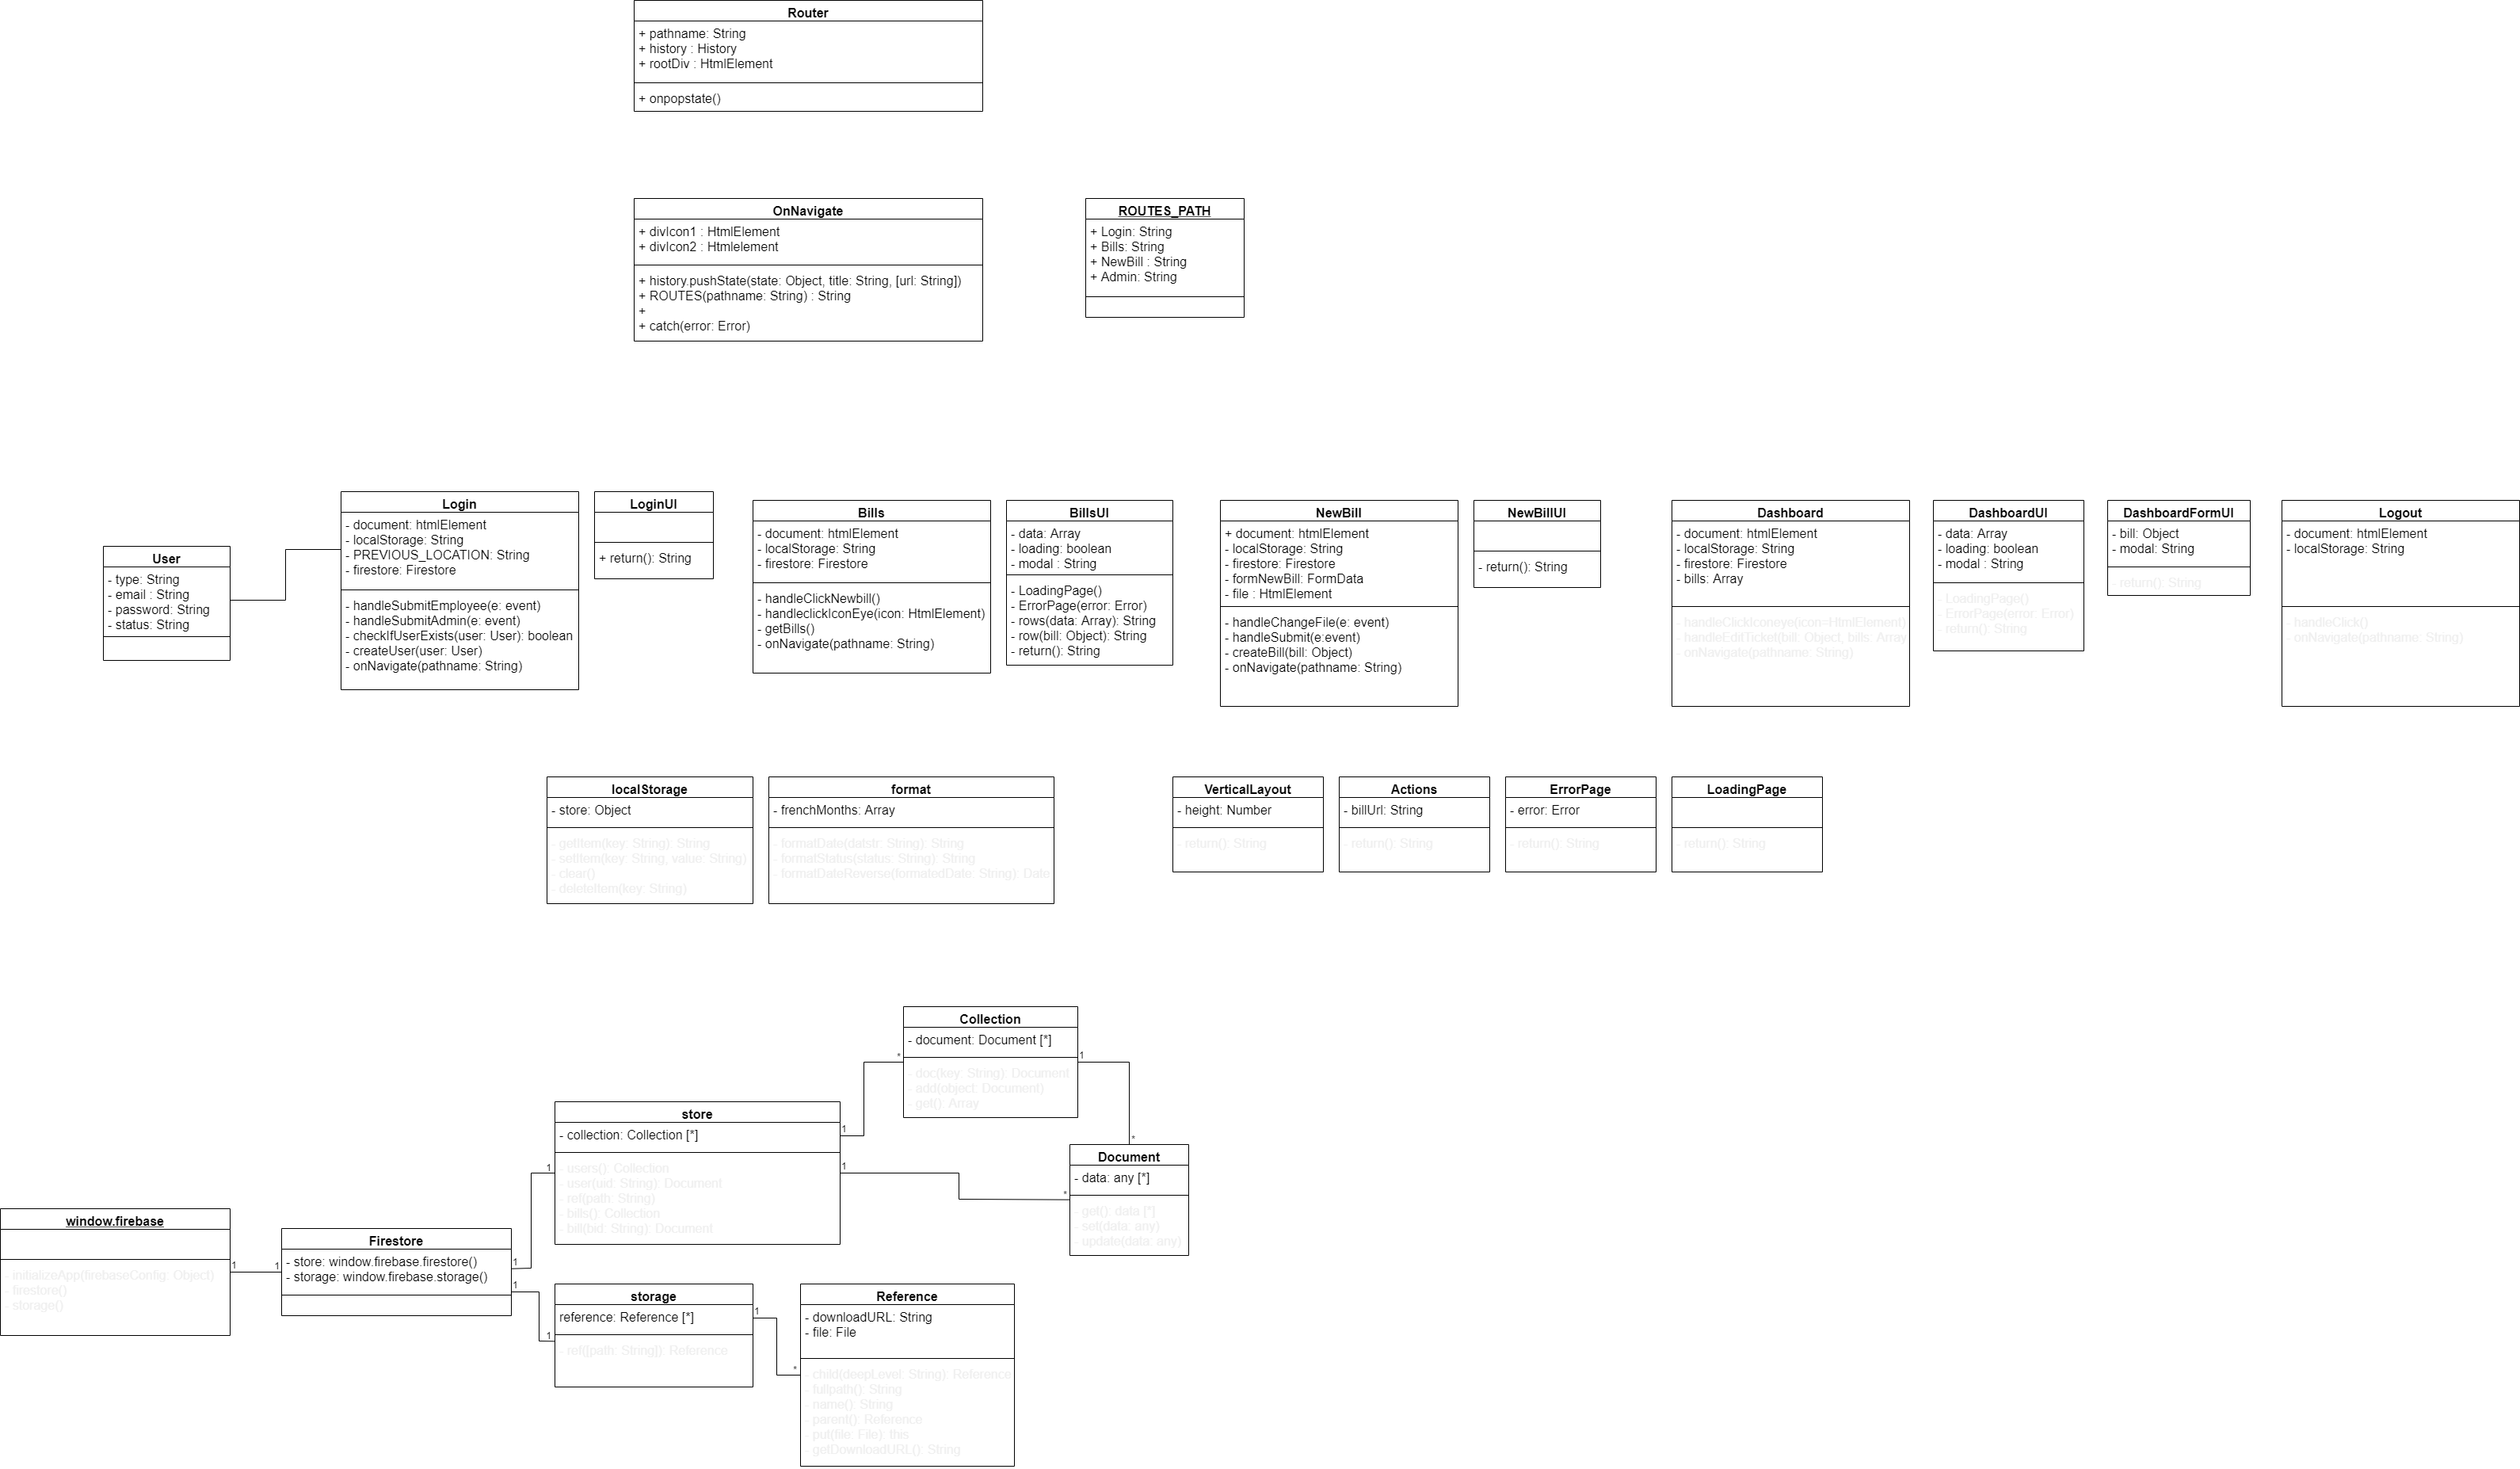 Router
+ pathname: String
+ history : History
+ rootDiv : HtmlElement
+ onpopstate()
OnNavigate
+ divIcon1 : HtmlElement
+ divIcon2 : Htmlelement
+ history.pushState(state: Object, title: String, [url: String])
+ ROUTES(pathname: String) : String
+
+ catch(error: Error)
ROUTES_PATH
+ Login: String
+ Bills: String
+ NewBill : String
+ Admin: String
User
- type: String
- email : String
- password: String
- status: String
Login
- document: htmlElement
- localStorage: String
- PREVIOUS_LOCATION: String
- firestore: Firestore
- handleSubmitEmployee(e: event)
- handleSubmitAdmin(e: event)
- checkIfUserExists(user: User): boolean
- createUser(user: User)
- onNavigate(pathname: String)
LoginUI
+ return(): String
Bills
- document: htmlElement
- localStorage: String
- firestore: Firestore
- handleClickNewbill()
- handleclickIconEye(icon: HtmlElement)
- getBills()
- onNavigate(pathname: String)
BillsUI
- data: Array
- loading: boolean
- modal : String
- LoadingPage()
- ErrorPage(error: Error)
- rows(data: Array): String
- row(bill: Object): String
- return(): String
NewBill
+ document: htmlElement
- localStorage: String
- firestore: Firestore
- formNewBill: FormData
- file : HtmlElement
- handleChangeFile(e: event)
- handleSubmit(e:event)
- createBill(bill: Object)
- onNavigate(pathname: String)
NewBillUI
- return(): String
Dashboard
- document: htmlElement
- localStorage: String
- firestore: Firestore
- bills: Array
- handleClickIconeye(icon=HtmlElement)
- handleEditTicket(bill: Object, bills: Array
- onNavigate(pathname: String)
DashboardUI
- data: Array
- loading: boolean
- modal : String
- LoadingPage()
- ErrorPage(error: Error)
- return(): String
DashboardFormUI
- bill: Object
- modal: String
- return(): String
Logout
- document: htmlElement
- localStorage: String
- handleClick()
- onNavigate(pathname: String)
localStorage
- store: Object
- getItem(key: String): String
- setItem(key: String, value: String)
- clear()
- deleteItem(key: String)
format
- frenchMonths: Array
- formatDate(datstr: String): String
- formatStatus(status: String): String
- formatDateReverse(formatedDate: String): Date
VerticalLayout
- height: Number
- return(): String
Actions
- billUrl: String
- return(): String
ErrorPage
- error: Error
- return(): String
LoadingPage
- return(): String
Collection
- document: Document [*]
- doc(key: String): Document
- add(object: Document)
- get(): Array
* 1
store
- collection: Collection [*]
- users(): Collection
- user(uid: String): Document
- ref(path: String)
- bills(): Collection
- bill(bid: String): Document
1 1 1
Document
- data: any [*]
- get(): data [*]
- set(data: any)
- update(data: any)
* *
window.firebase
- initializeApp(firebaseConfig: Object)
- firestore()
- storage()
1
Firestore
- store: window.firebase.firestore()
- storage: window.firebase.storage()
1 1 1
storage
reference: Reference [*]
- ref([path: String]): Reference
1 1
Reference
- downloadURL: String
- file: File
- child(deepLevel: String): Reference
- fullpath(): String
- name(): String
- parent(): Reference
- put(file: File): this
- getDownloadURL(): String
*